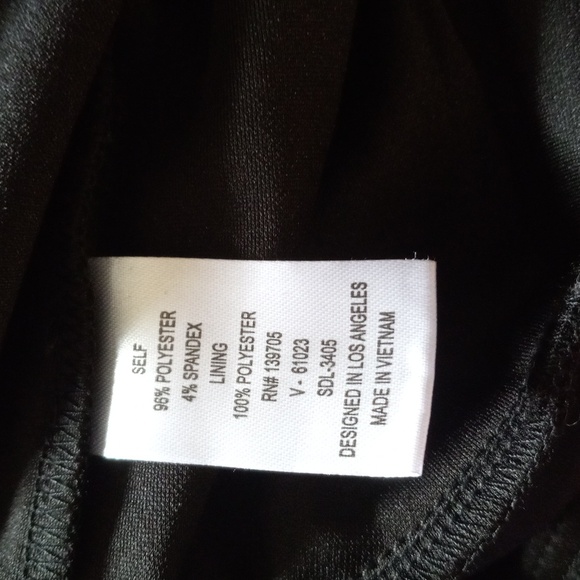 SELF
96% POLYESTER
4% SPANDEX
LINING
100% POLYESTER
RN# 139705
V - 61023
SDL-3405
DESIGNED IN LOS ANGELES
MADE IN VIETNAM